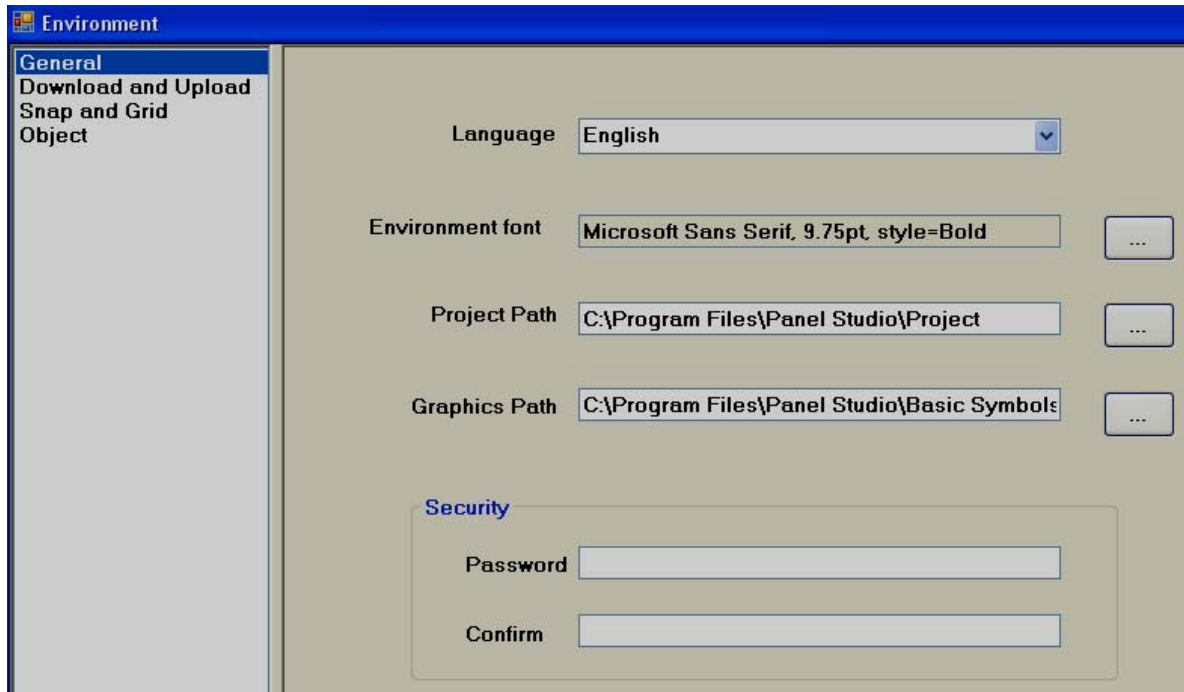 Environment
General
Download and Upload
Snap and Grid
Object
Language English
Environment font Microsoft Sans Serif, 9.75pt, style=Bold ...
Project Path C:\Program Files\Panel Studio\Project ...
Graphics Path C:\Program Files\Panel Studio\Basic Symbols ...
Security
Password
Confirm